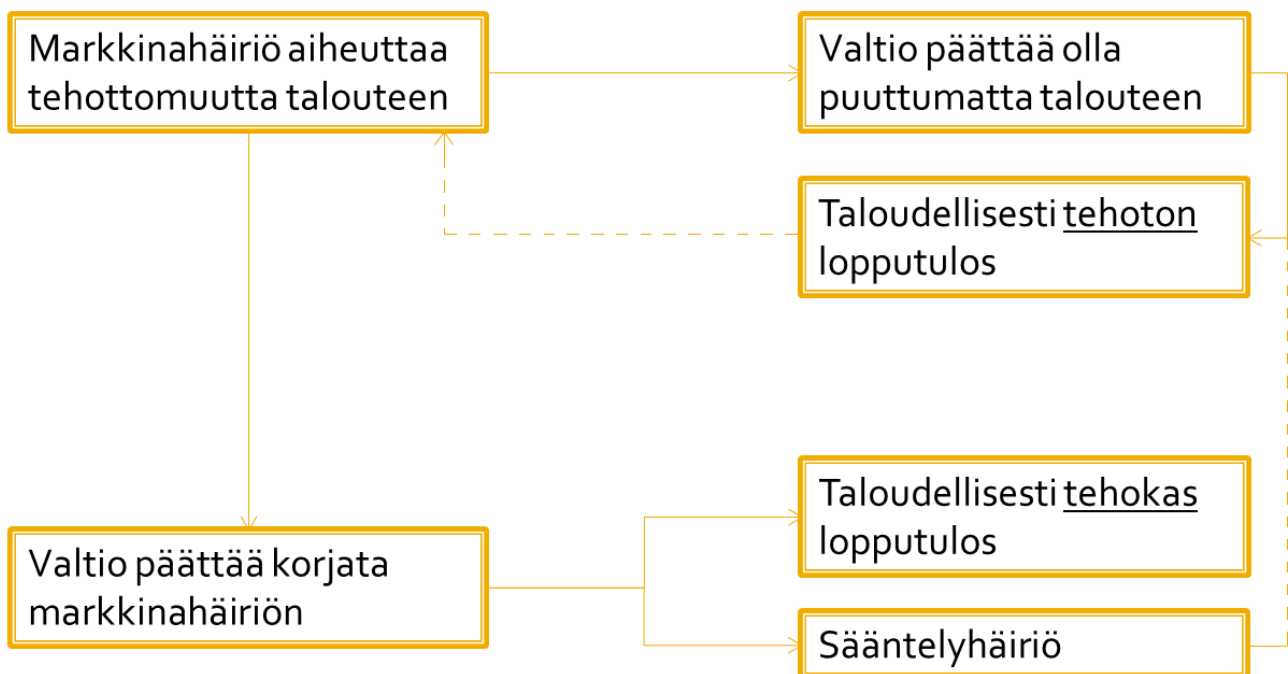 Markkinahäiriö aiheuttaa
tehottomuutta talouteen
Valtio päättää olla
puuttumatta talouteen
Taloudellisesti tehoton
lopputulos
Taloudellisesti tehokas
lopputulos
Valtio päättää korjata
markkinahäiriön
Sääntelyhäiriö